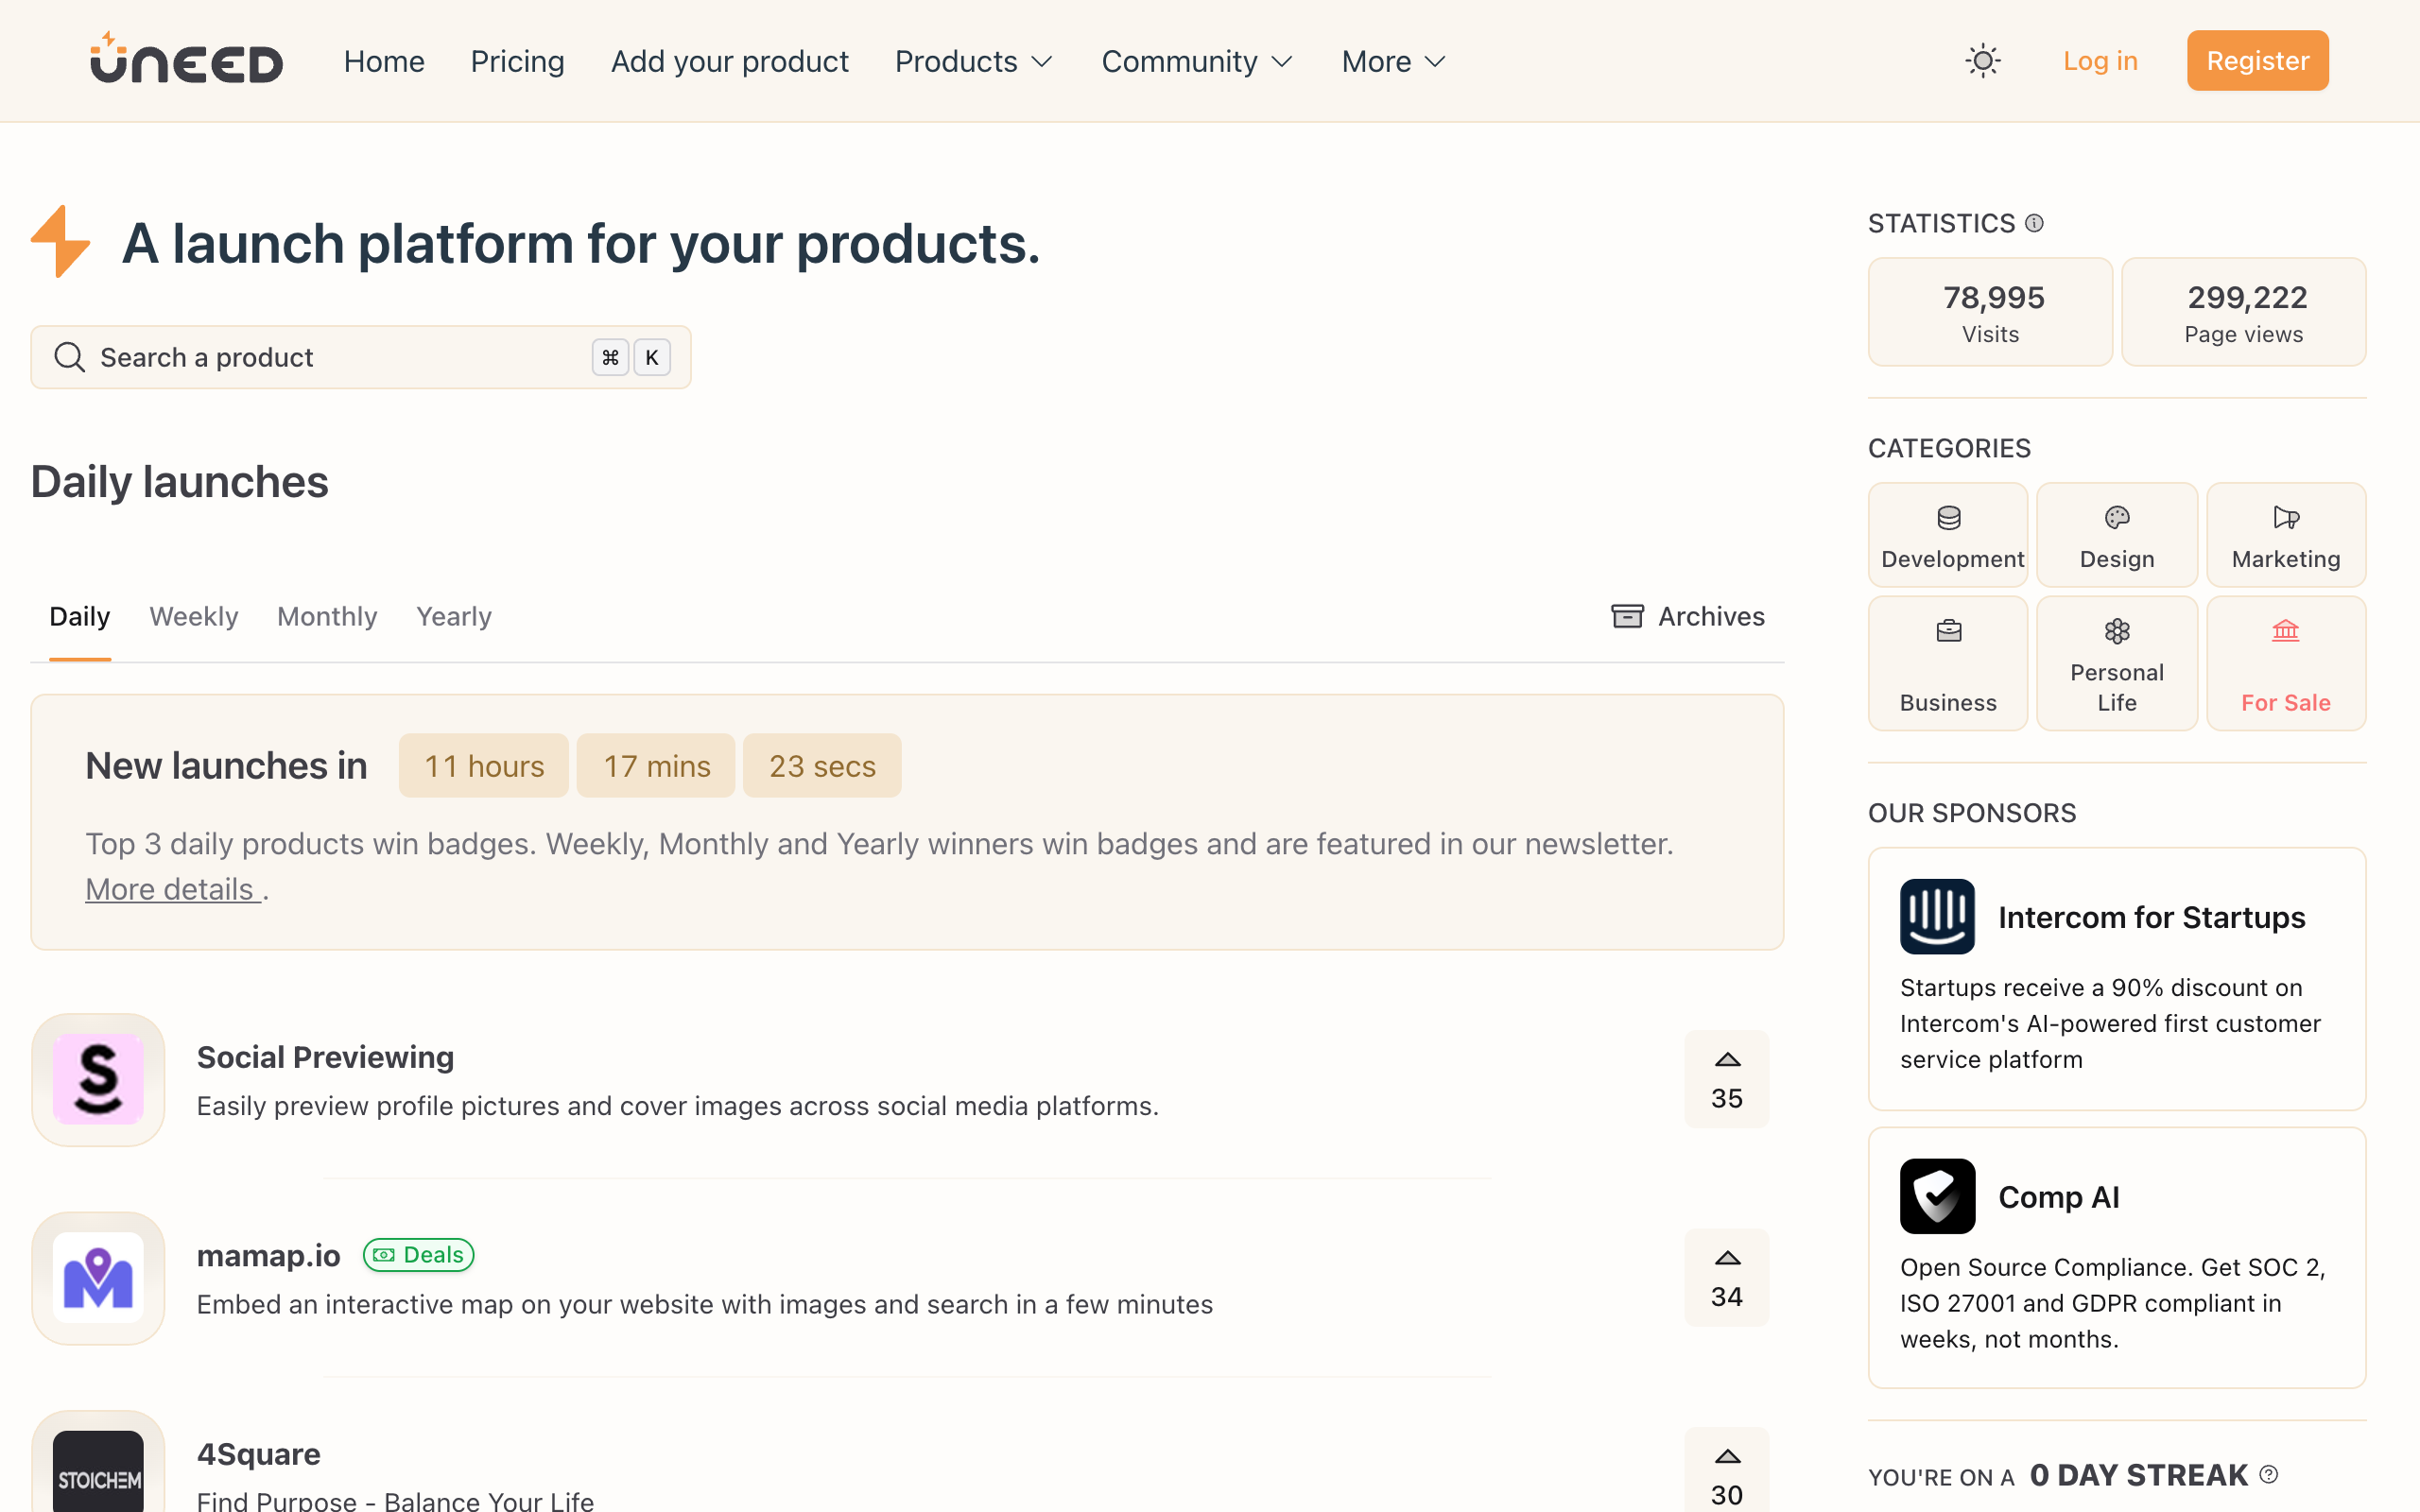 UNEED
Home
Pricing
Add your product
Products
Community
More
Log in
Register
A launch platform for your products.
Search a product
⌘ K
Daily launches
Daily
Weekly
Monthly
Yearly
Archives
New launches in
11 hours
17 mins
23 secs
Top 3 daily products win badges. Weekly, Monthly and Yearly winners win badges and are featured in our newsletter.
More details .
Social Previewing
Easily preview profile pictures and cover images across social media platforms.
35
mamap.io
Deals
Embed an interactive map on your website with images and search in a few minutes
34
STOICHEM
4Square
Find Purpose - Balance Your Life
30
STATISTICS
78,995
Visits
299,222
Page views
CATEGORIES
Development
Design
Marketing
Business
Personal
Life
For Sale
OUR SPONSORS
Intercom for Startups
Startups receive a 90% discount on
Intercom's AI-powered first customer
service platform
Comp AI
Open Source Compliance. Get SOC 2,
ISO 27001 and GDPR compliant in
weeks, not months.
YOU'RE ON A 0 DAY STREAK